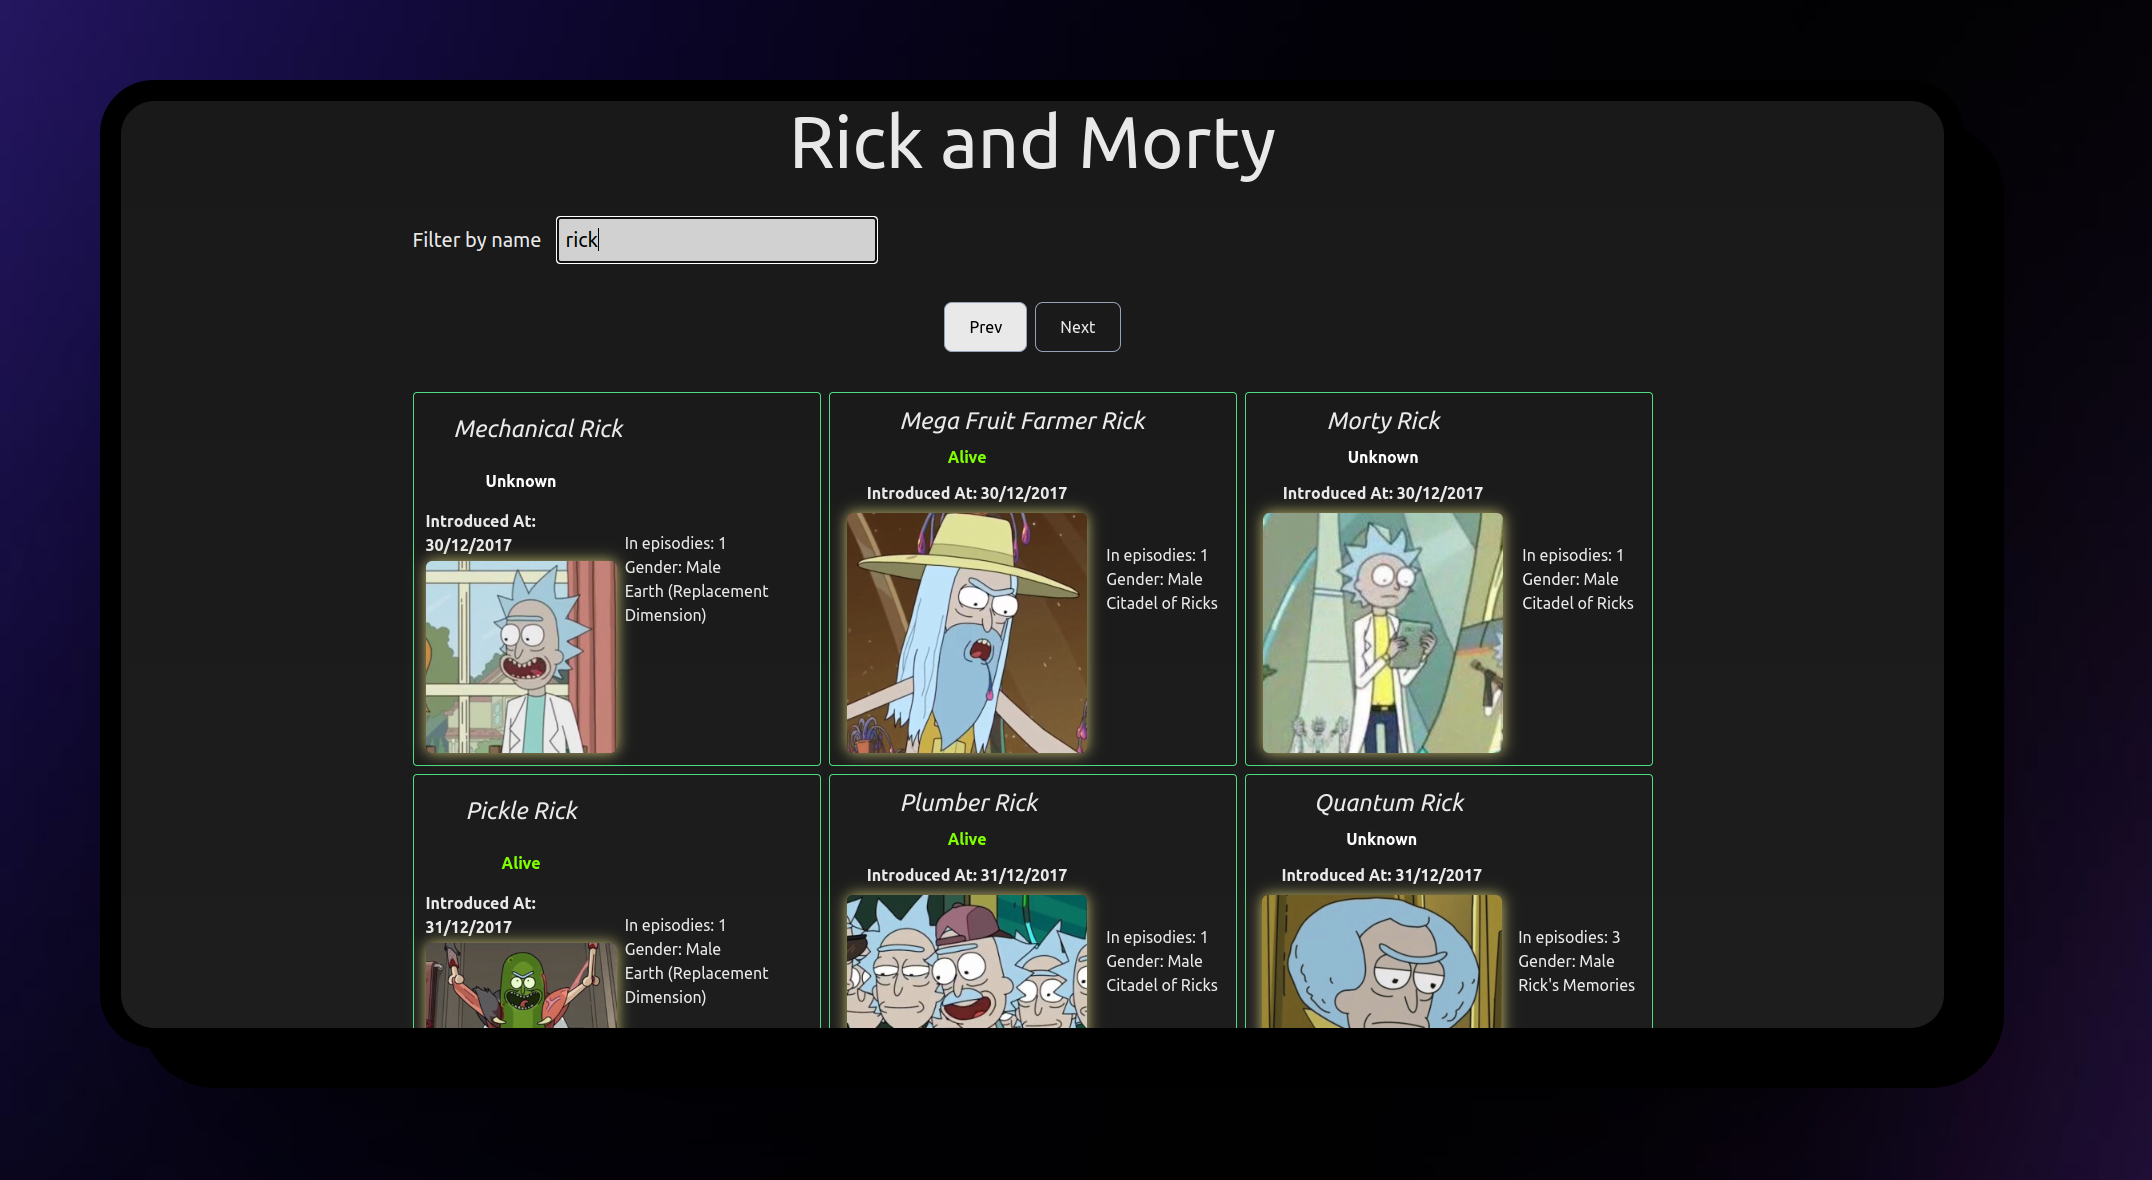 Rick and Morty
Filter by name
rick
Prev
Next
Mechanical Rick
Unknown
Introduced At:
30/12/2017
In episodies: 1
Gender: Male
Earth (Replacement
Dimension)
Mega Fruit Farmer Rick
Alive
Introduced At: 30/12/2017
In episodies: 1
Gender: Male
Citadel of Ricks
Morty Rick
Unknown
Introduced At: 30/12/2017
In episodies: 1
Gender: Male
Citadel of Ricks
Pickle Rick
Alive
Introduced At:
31/12/2017
In episodies: 1
Gender: Male
Earth (Replacement
Dimension)
Plumber Rick
Alive
Introduced At: 31/12/2017
In episodies: 1
Gender: Male
Citadel of Ricks
Quantum Rick
Unknown
Introduced At: 31/12/2017
In episodies: 3
Gender: Male
Rick's Memories